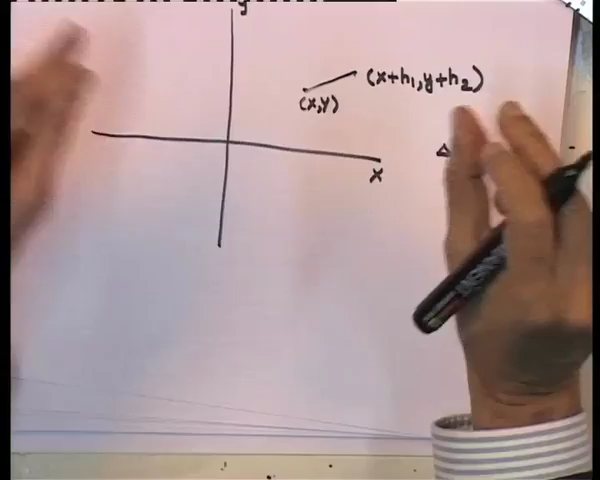 y
(x+h₁,y+h₂)
(x,y)
x